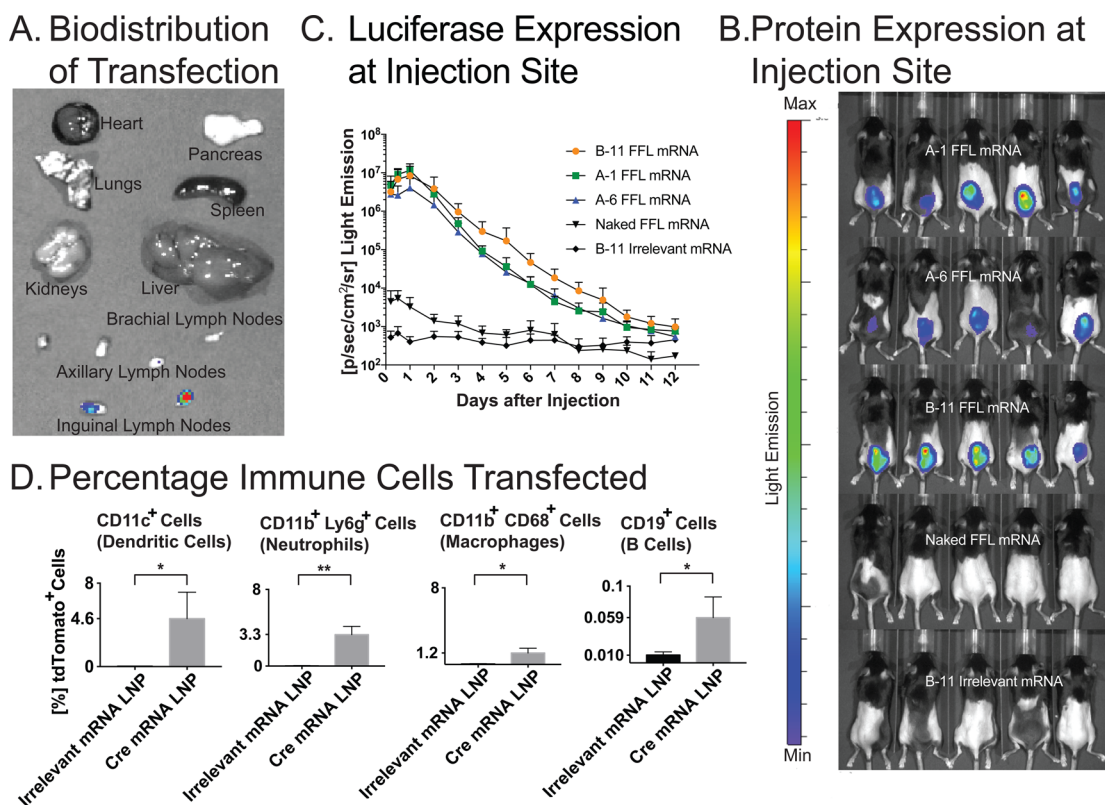 A. Biodistribution
of Transfection
Heart
Pancreas
Lungs
Spleen
Kidneys
Liver
Brachial Lymph Nodes
Axillary Lymph Nodes
Inguinal Lymph Nodes
C. Luciferase Expression
at Injection Site
[p/sec/cm²/sr] Light Emission
10⁸
10⁷
10⁶
10⁵
10⁴
10³
10²
0 1 2 3 4 5 6 7 8 9 10 11 12
Days after Injection
B-11 FFL mRNA
A-1 FFL mRNA
A-6 FFL mRNA
Naked FFL mRNA
B-11 Irrelevant mRNA
B. Protein Expression at
Injection Site
Max
Light Emission
Min
A-1 FFL mRNA
A-6 FFL mRNA
B-11 FFL mRNA
Naked FFL mRNA
B-11 Irrelevant mRNA
D. Percentage Immune Cells Transfected
[%] tdTomato⁺Cells
CD11c⁺ Cells
(Dendritic Cells)
*
8
4.6
0
Irrelevant mRNA LNP
Cre mRNA LNP
CD11b⁺ Ly6g⁺ Cells
(Neutrophils)
**
8
3.3
0
Irrelevant mRNA LNP
Cre mRNA LNP
CD11b⁺ CD68⁺ Cells
(Macrophages)
*
8
1.2
Irrelevant mRNA LNP
Cre mRNA LNP
CD19⁺ Cells
(B Cells)
*
0.1
0.059
0.010
Irrelevant mRNA LNP
Cre mRNA LNP